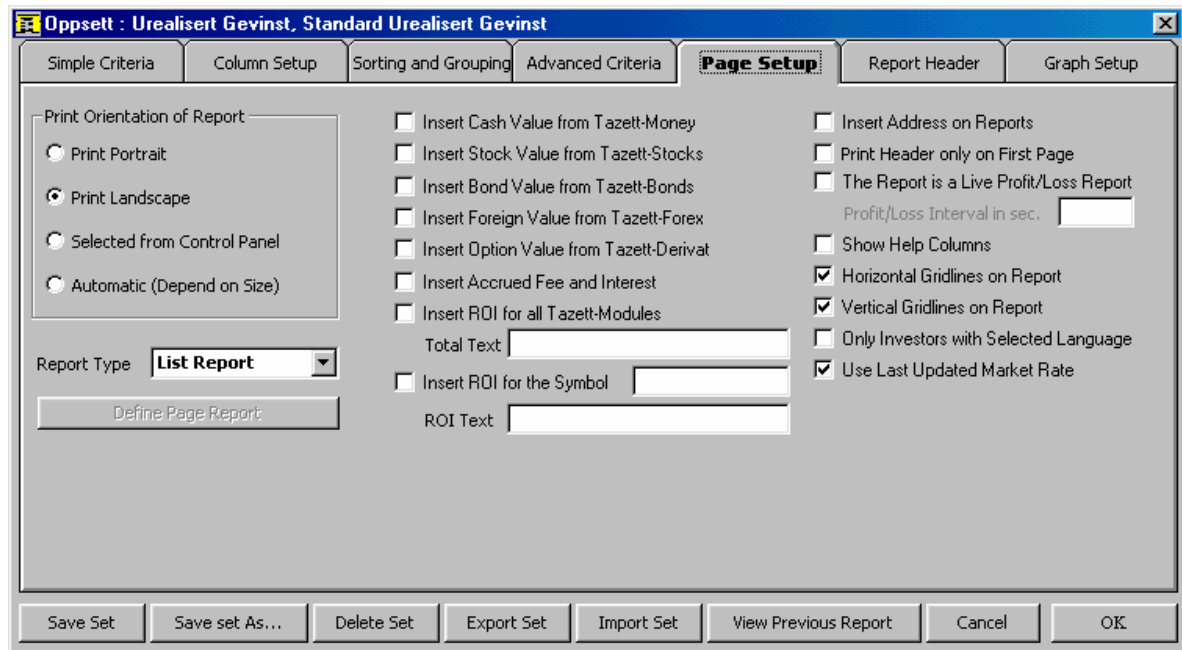 Oppsett : Urealisert Gevinst, Standard Urealisert Gevinst
Simple Criteria
Column Setup
Sorting and Grouping
Advanced Criteria
Page Setup
Report Header
Graph Setup
Print Orientation of Report
Print Portrait
Print Landscape
Selected from Control Panel
Automatic (Depend on Size)
Report Type
List Report
Define Page Report
Insert Cash Value from Tazett-Money
Insert Stock Value from Tazett-Stocks
Insert Bond Value from Tazett-Bonds
Insert Foreign Value from Tazett-Forex
Insert Option Value from Tazett-Derivat
Insert Accrued Fee and Interest
Insert ROI for all Tazett-Modules
Total Text
Insert ROI for the Symbol
ROI Text
Insert Address on Reports
Print Header only on First Page
The Report is a Live Profit/Loss Report
Profit/Loss Interval in sec.
Show Help Columns
Horizontal Gridlines on Report
Vertical Gridlines on Report
Only Investors with Selected Language
Use Last Updated Market Rate
Save Set
Save set As...
Delete Set
Export Set
Import Set
View Previous Report
Cancel
OK